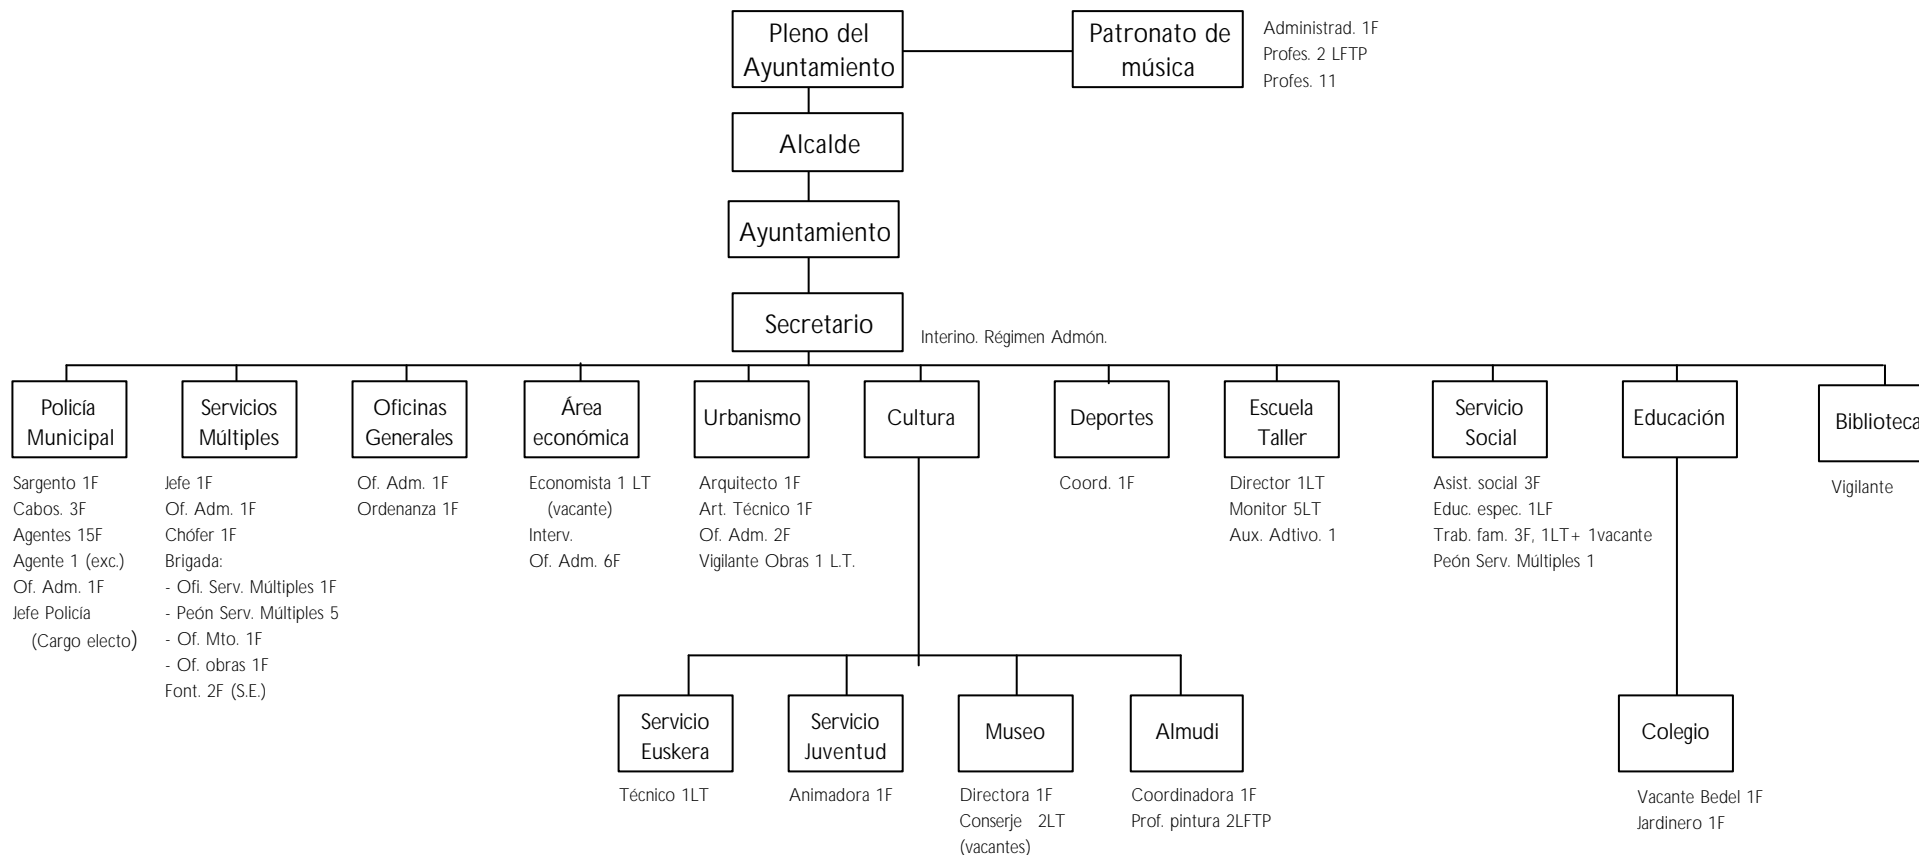 Pleno del
Ayuntamiento
Patronato de
música
Administrad. 1F
Profes. 2 LFTP
Profes. 11
Alcalde
Ayuntamiento
Secretario
Interino. Régimen Admón.
Policía
Municipal
Sargento 1F
Cabos. 3F
Agentes 15F
Agente 1 (exc.)
Of. Adm. 1F
Jefe Policía
(Cargo electo)
Servicios
Múltiples
Jefe 1F
Of. Adm. 1F
Chófer 1F
Brigada:
- Ofi. Serv. Múltiples 1F
- Peón Serv. Múltiples 5
- Of. Mto. 1F
- Of. obras 1F
Font. 2F (S.E.)
Oficinas
Generales
Of. Adm. 1F
Ordenanza 1F
Área
económica
Economista 1 LT
(vacante)
Interv.
Of. Adm. 6F
Urbanismo
Arquitecto 1F
Art. Técnico 1F
Of. Adm. 2F
Vigilante Obras 1 L.T.
Cultura
Deportes
Coord. 1F
Escuela
Taller
Director 1LT
Monitor 5LT
Aux. Adtivo. 1
Servicio
Social
Asist. social 3F
Educ. espec. 1LF
Trab. fam. 3F, 1LT+ 1vacante
Peón Serv. Múltiples 1
Educación
Biblioteca
Vigilante
Servicio
Euskera
Técnico 1LT
Servicio
Juventud
Animadora 1F
Museo
Directora 1F
Conserje 2LT
(vacantes)
Almudi
Coordinadora 1F
Prof. pintura 2LFTP
Colegio
Vacante Bedel 1F
Jardinero 1F